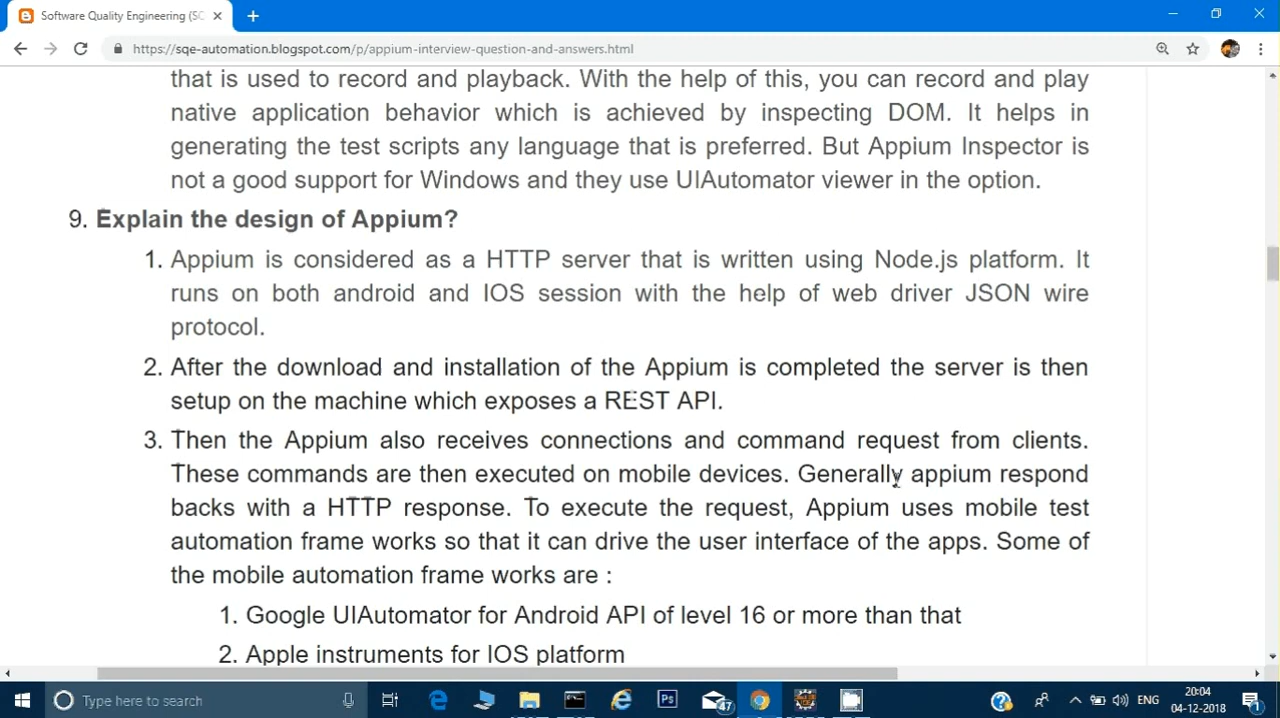 Software Quality Engineering (SC
https://sqe-automation.blogspot.com/p/appium-interview-question-and-answers.html
that is used to record and playback. With the help of this, you can record and play
native application behavior which is achieved by inspecting DOM. It helps in
generating the test scripts any language that is preferred. But Appium Inspector is
not a good support for Windows and they use UIAutomator viewer in the option.
9. Explain the design of Appium?
1. Appium is considered as a HTTP server that is written using Node.js platform. It
runs on both android and IOS session with the help of web driver JSON wire
protocol.
2. After the download and installation of the Appium is completed the server is then
setup on the machine which exposes a REST API.
3. Then the Appium also receives connections and command request from clients.
These commands are then executed on mobile devices. Generally appium respond
backs with a HTTP response. To execute the request, Appium uses mobile test
automation frame works so that it can drive the user interface of the apps. Some of
the mobile automation frame works are :
1. Google UIAutomator for Android API of level 16 or more than that
2. Apple instruments for IOS platform
Type here to search
Ps
47
ENG
20:04
04-12-2018
1